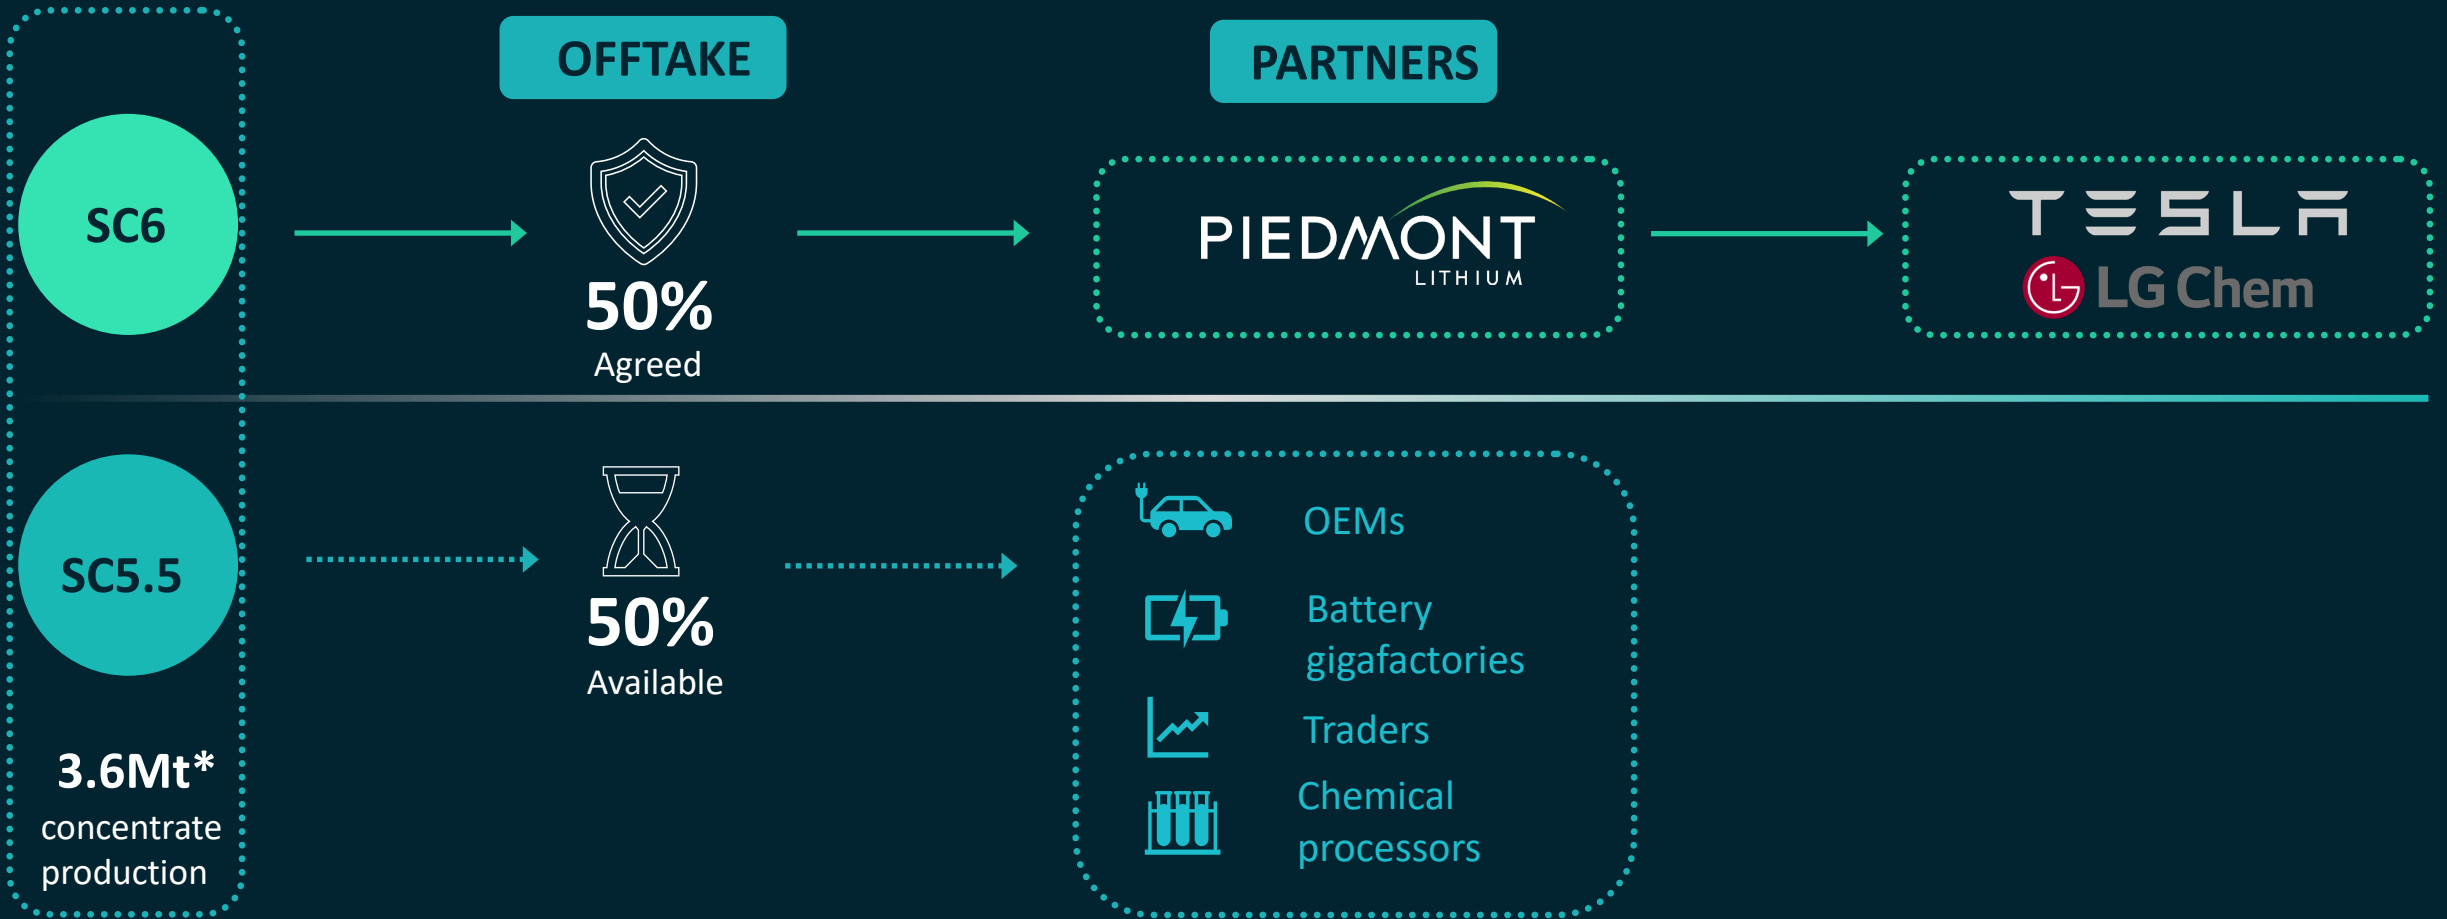 OFFTAKE
PARTNERS
SC6
50%
Agreed
PIEDMONT
LITHIUM
TESLA
LG LG Chem
SC5.5
50%
Available
OEMs
Battery
gigafactories
Traders
Chemical
processors
3.6Mt*
concentrate
production